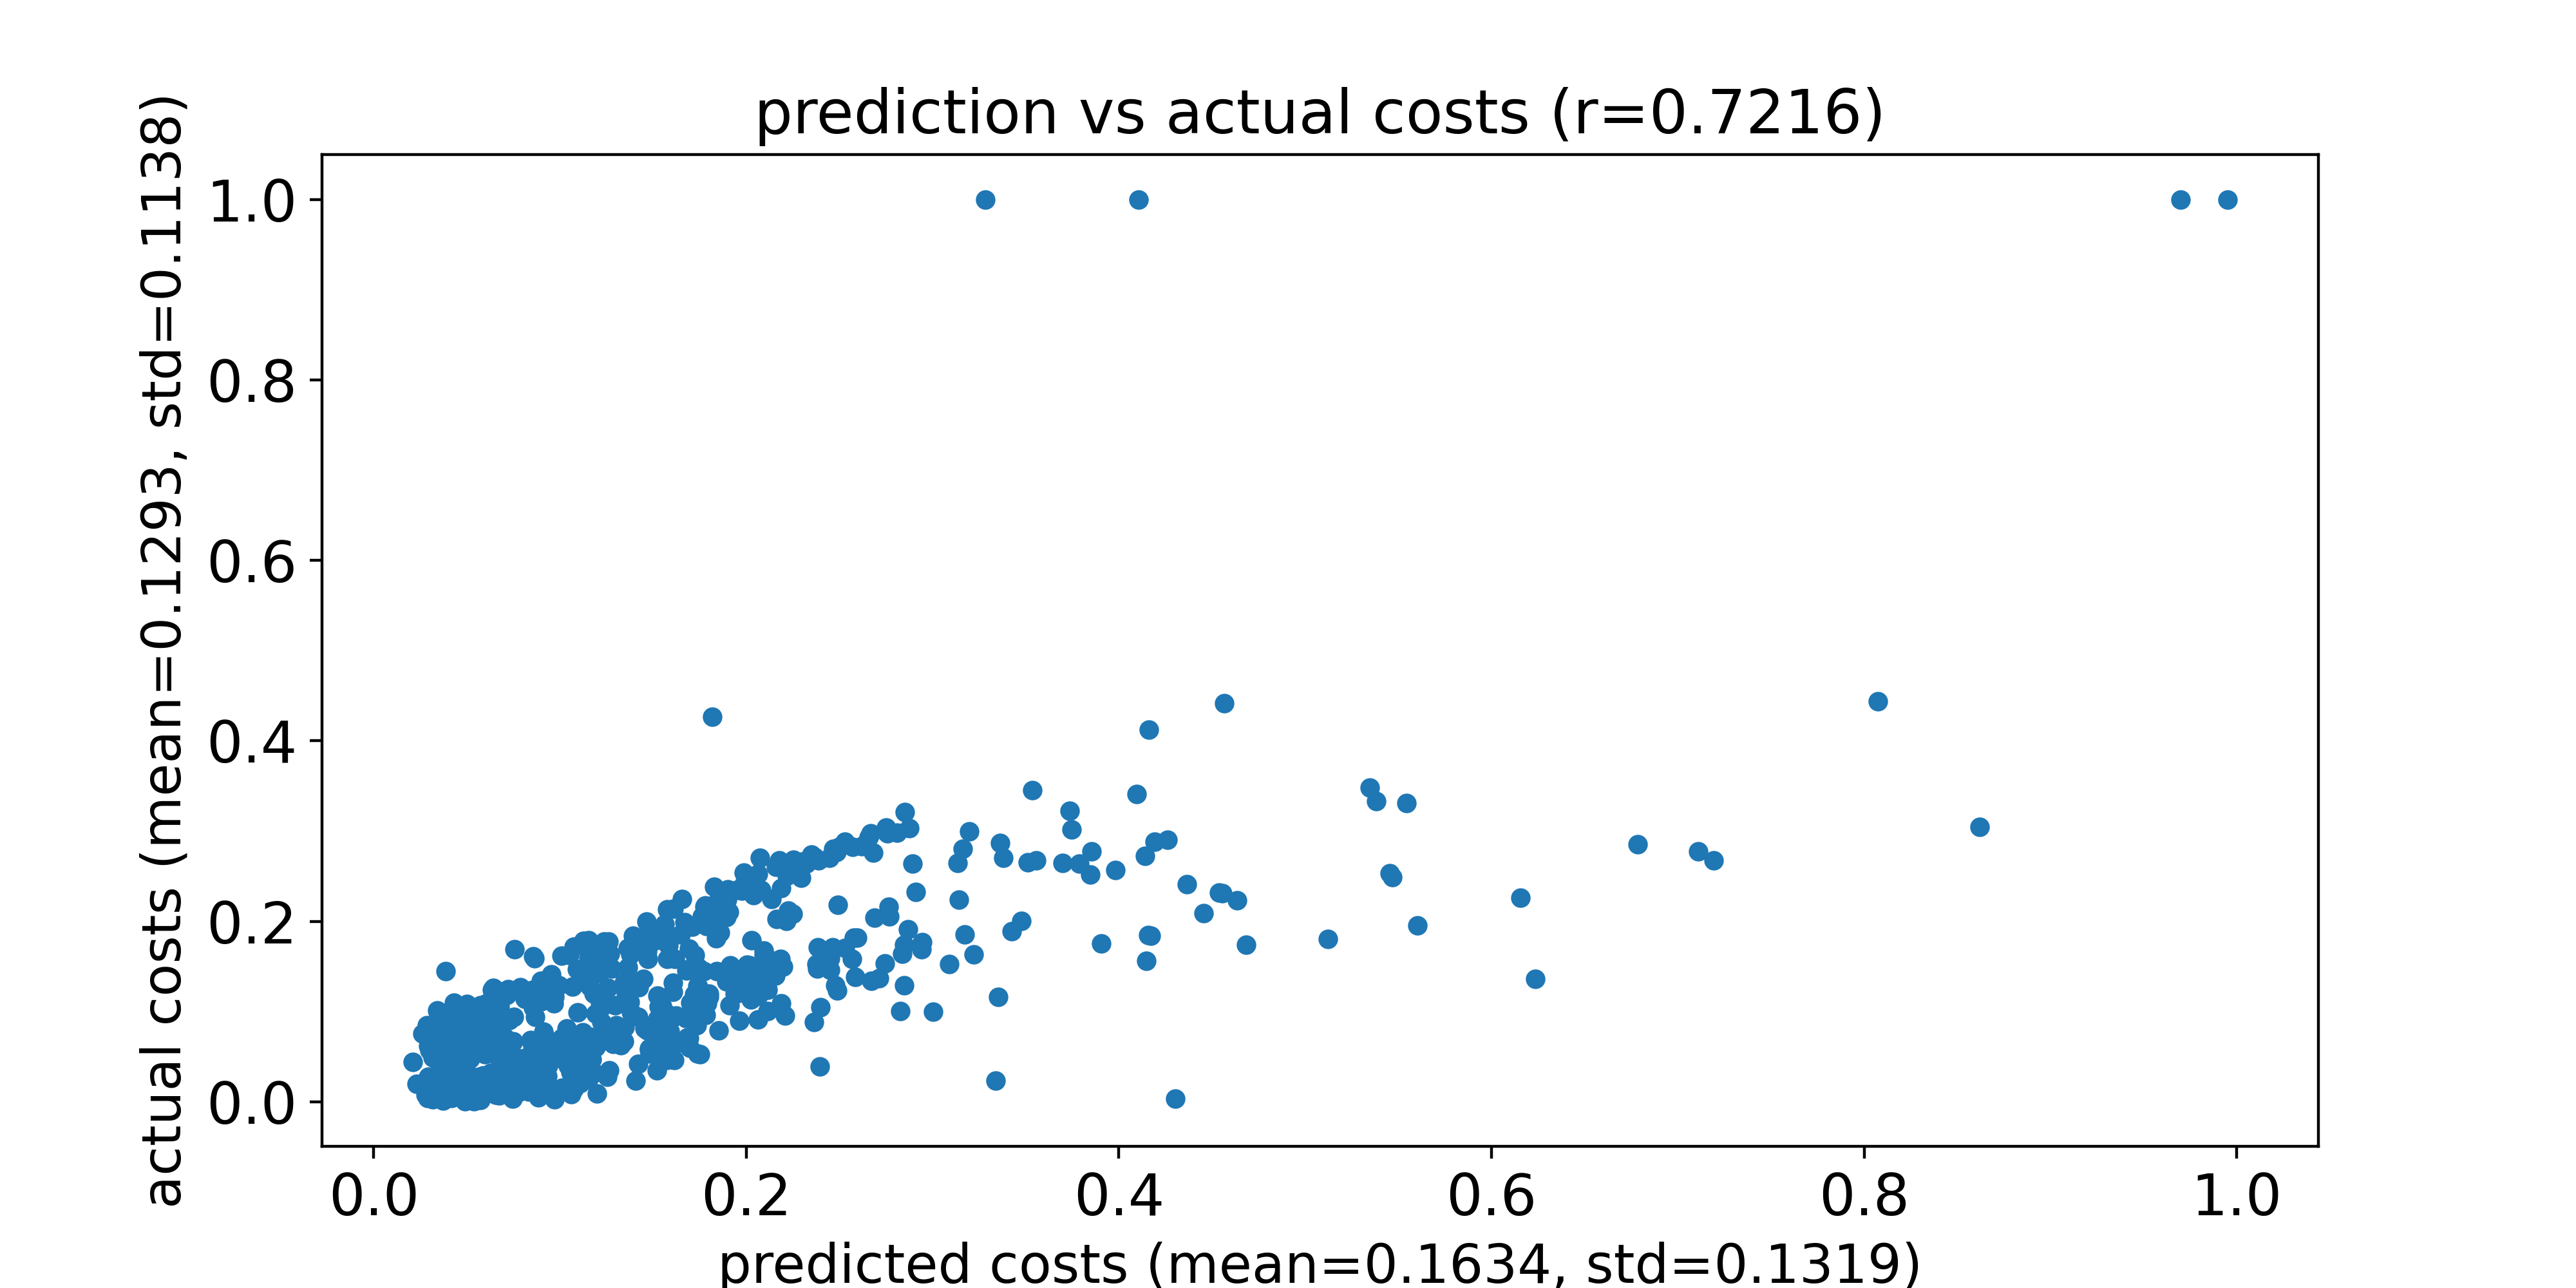 prediction vs actual costs (r=0.7216)
actual costs (mean=0.1293, std=0.1138)
1.0
0.8
0.6
0.4
0.2
0.0
0.0 0.2 0.4 0.6 0.8 1.0
predicted costs (mean=0.1634, std=0.1319)